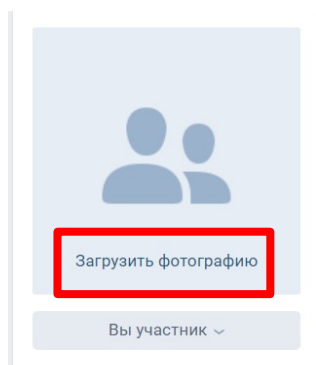 Загрузить фотографию
Вы участник